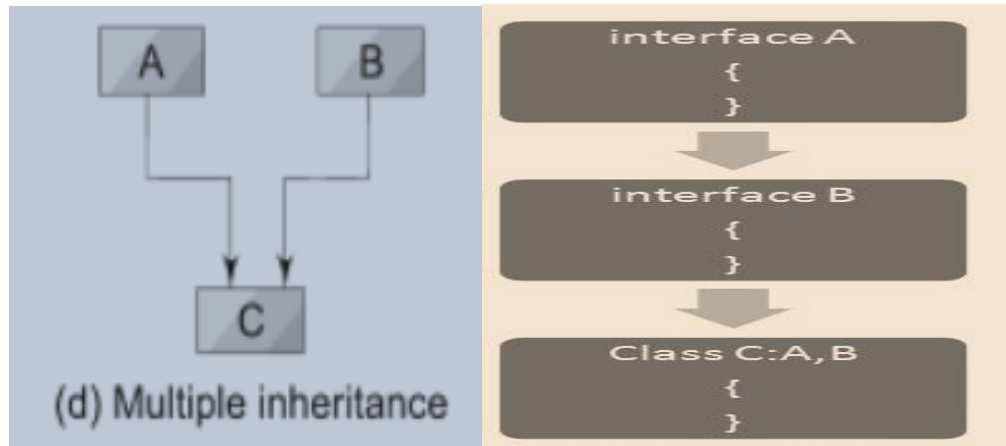 A
B
C
(d) Multiple inheritance
interface A
{
}
interface B
{
}
Class C:A,B
{
}